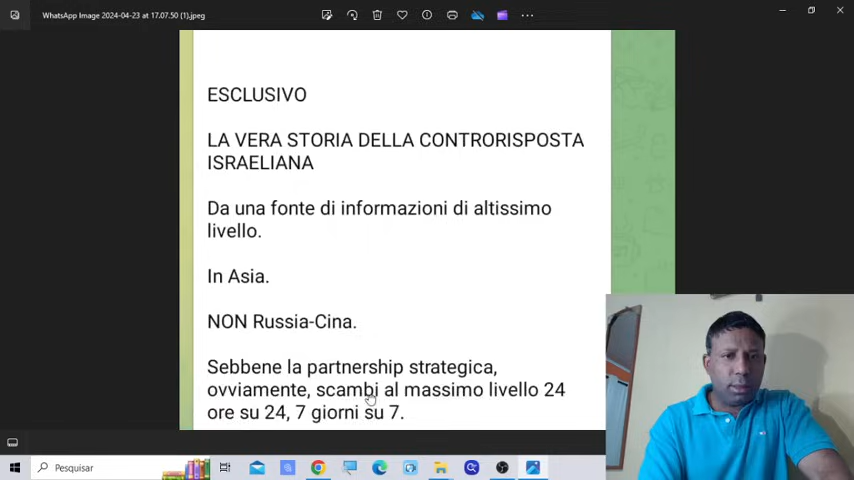 WhatsApp Image 2024-04-23 at 17.07.50 (1).jpeg
ESCLUSIVO
LA VERA STORIA DELLA CONTRORISPOSTA
ISRAELIANA
Da una fonte di informazioni di altissimo
livello.
In Asia.
NON Russia-Cina.
Sebbene la partnership strategica,
ovviamente, scambi al massimo livello 24
ore su 24, 7 giorni su 7.
Pesquisar